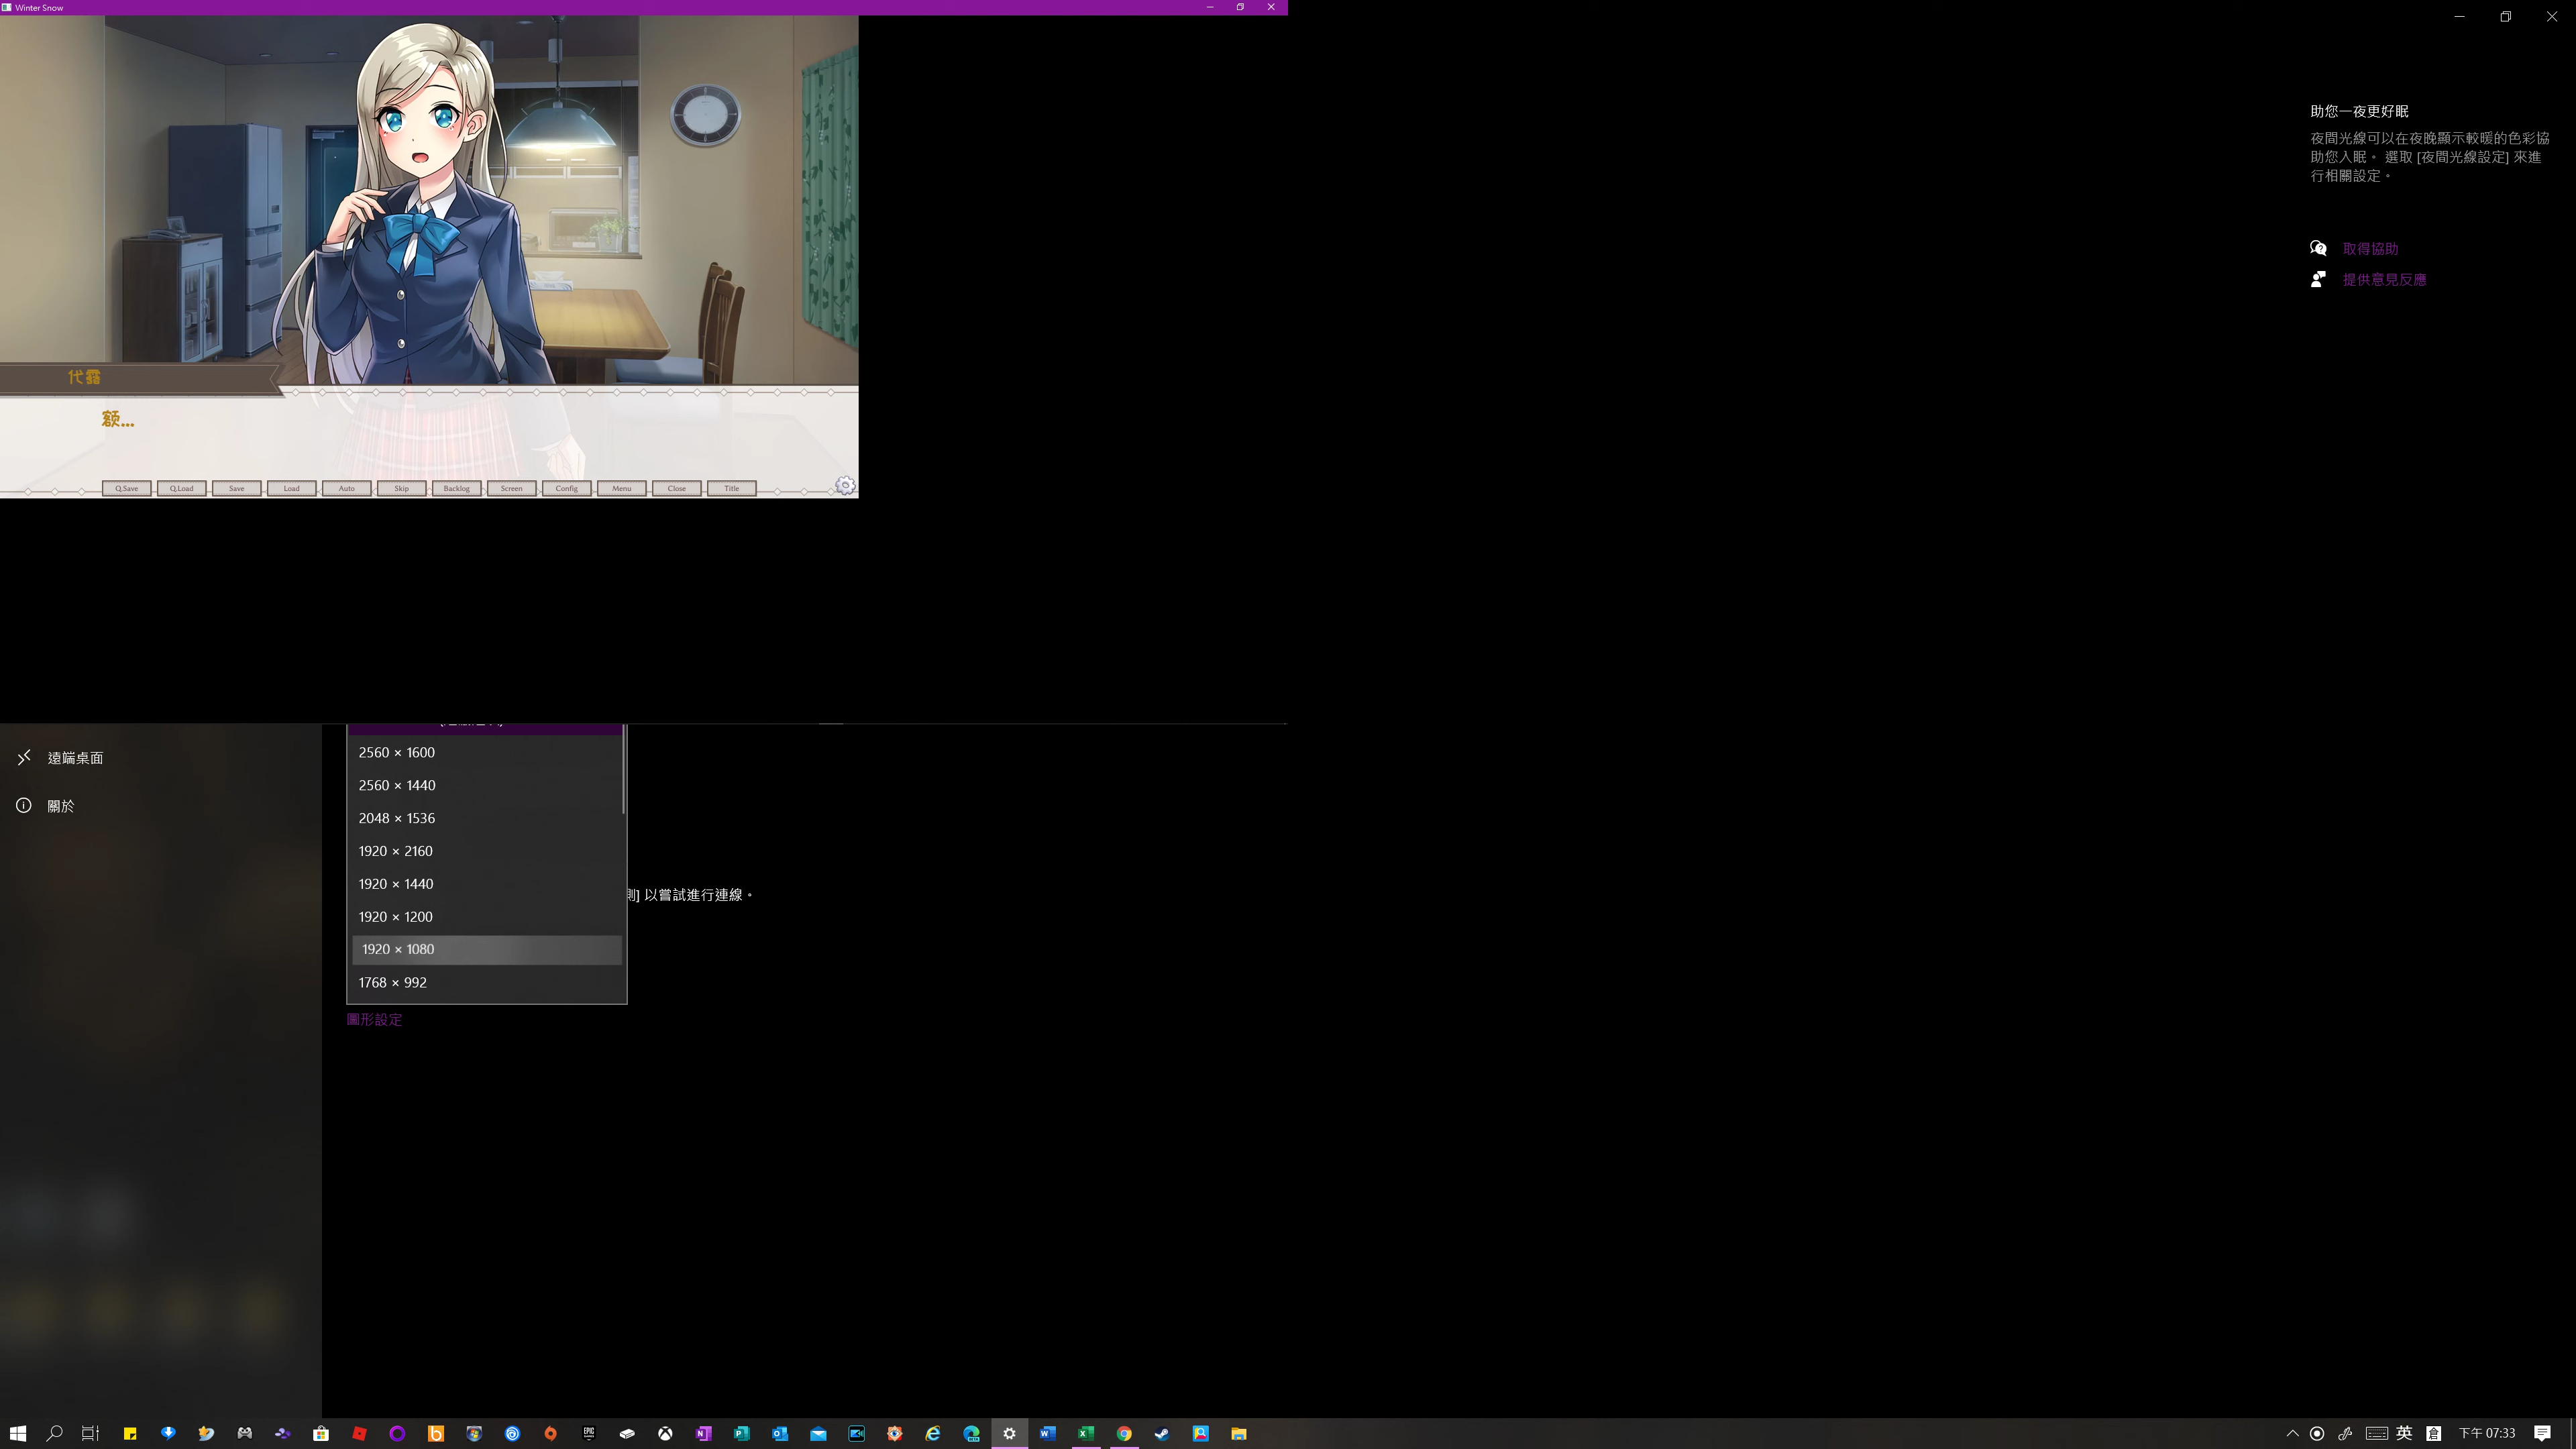 Winter Snow
代露
額...
Q.Save
Q.Load
Save
Load
Auto
Skip
Backlog
Screen
Config
Menu
Close
Title
助您一夜更好眠
夜間光線可以在夜晚顯示較暖的色彩協
助您入眠。 選取 [夜間光線設定] 來進
行相關設定。
取得協助
提供意見反應
遠端桌面
關於
2560 × 1600
2560 × 1440
2048 × 1536
1920 × 2160
1920 × 1440
1920 × 1200
1920 × 1080
1768 × 992
測] 以嘗試進行連線。
圖形設定
英
倉
下午 07:33